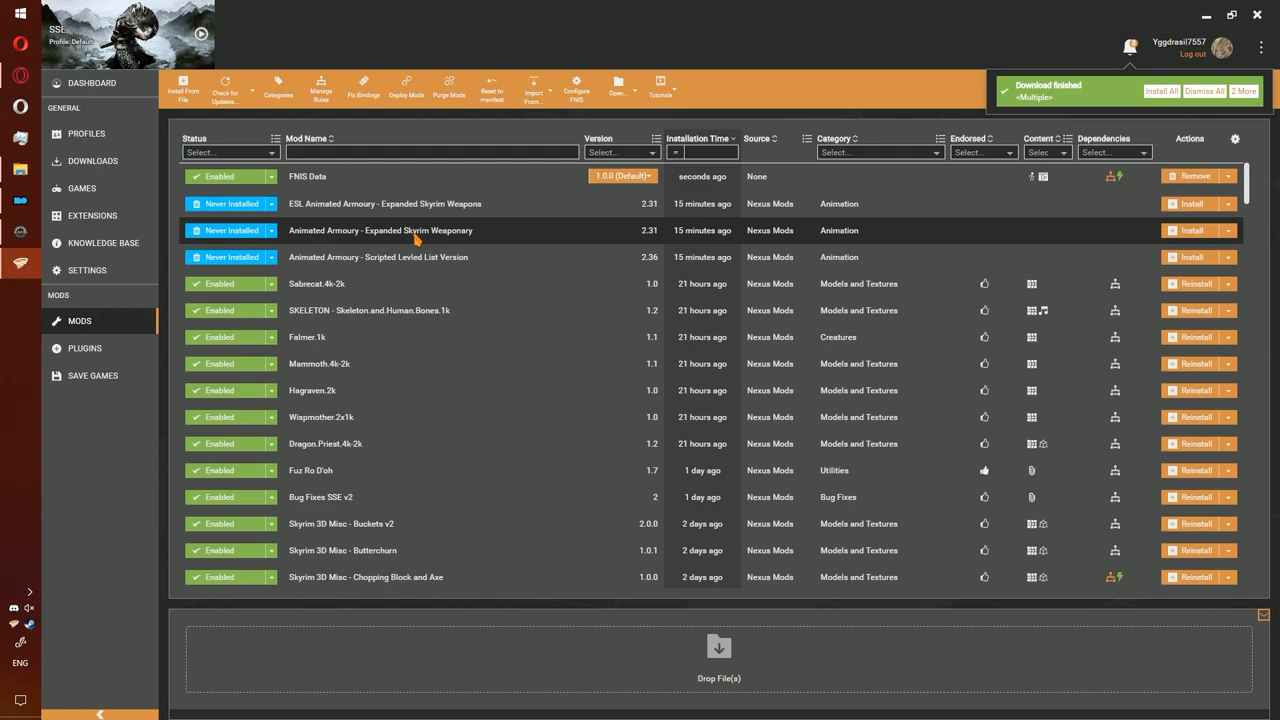 SSE
Profile: Default
Yggdrasil7557
Log out
Download finished
<Multiple>
Install All
Dismiss All
2 More
DASHBOARD
GENERAL
PROFILES
DOWNLOADS
GAMES
EXTENSIONS
KNOWLEDGE BASE
SETTINGS
MODS
MODS
PLUGINS
SAVE GAMES
ENG
Install From File
Check for Updates...
Categories
Manage Rules
Fix Bindings
Deploy Mods
Purge Mods
Reset to manifest
Import From...
Configure FNIS
Open...
Tutorials
Status Mod Name Version Installation Time Source Category Endorsed Content Dependencies Actions
Select... Select... = Select... Select... Selec Select...
Enabled FNIS Data 1.0.0 (Default) seconds ago None Remove
Never Installed ESL Animated Armoury - Expanded Skyrim Weapons 2.31 15 minutes ago Nexus Mods Animation Install
Never Installed Animated Armoury - Expanded Skyrim Weaponary 2.31 15 minutes ago Nexus Mods Animation Install
Never Installed Animated Armoury - Scripted Levled List Version 2.36 15 minutes ago Nexus Mods Animation Install
Enabled Sabrecat.4k-2k 1.0 21 hours ago Nexus Mods Models and Textures Reinstall
Enabled SKELETON - Skeleton.and.Human.Bones.1k 1.2 21 hours ago Nexus Mods Models and Textures Reinstall
Enabled Falmer.1k 1.1 21 hours ago Nexus Mods Creatures Reinstall
Enabled Mammoth.4k-2k 1.1 21 hours ago Nexus Mods Models and Textures Reinstall
Enabled Hagraven.2k 1.0 21 hours ago Nexus Mods Models and Textures Reinstall
Enabled Wispmother.2x1k 1.0 21 hours ago Nexus Mods Models and Textures Reinstall
Enabled Dragon.Priest.4k-2k 1.2 21 hours ago Nexus Mods Models and Textures Reinstall
Enabled Fuz Ro D'oh 1.7 1 day ago Nexus Mods Utilities Reinstall
Enabled Bug Fixes SSE v2 2 1 day ago Nexus Mods Bug Fixes Reinstall
Enabled Skyrim 3D Misc - Buckets v2 2.0.0 2 days ago Nexus Mods Models and Textures Reinstall
Enabled Skyrim 3D Misc - Butterchurn 1.0.1 2 days ago Nexus Mods Models and Textures Reinstall
Enabled Skyrim 3D Misc - Chopping Block and Axe 1.0.0 2 days ago Nexus Mods Models and Textures Reinstall
Drop File(s)